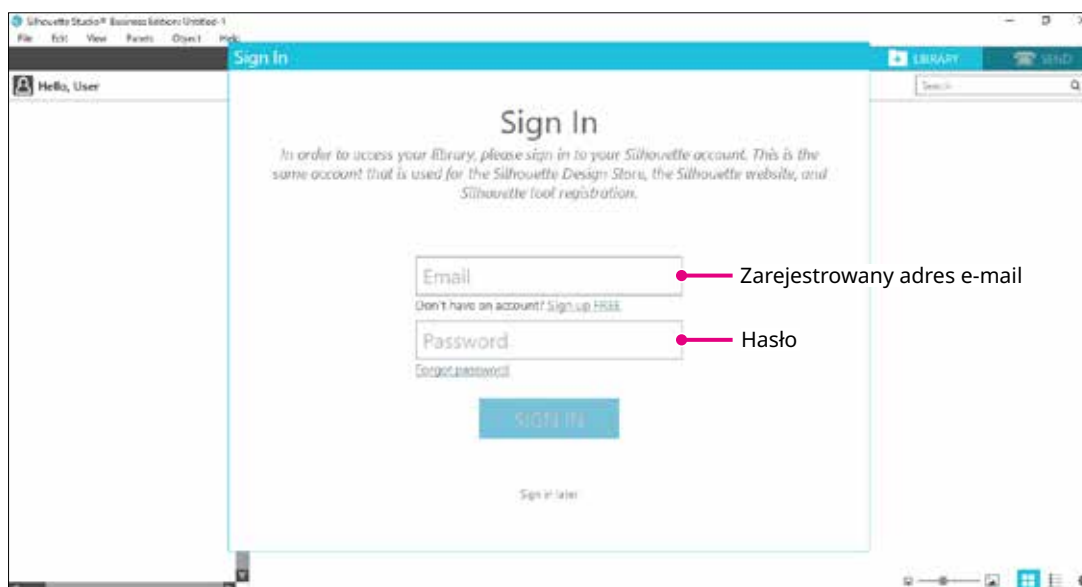 Silhouette Studio® Business Edition: Untitled-1
File Edit View Panels Object Help
Sign In
LIBRARY
SEND
Hello, User
Search
Sign In
In order to access your library, please sign in to your Silhouette account. This is the
same account that is used for the Silhouette Design Store, the Silhouette website, and
Silhouette tool registration.
Email
Zarejestrowany adres e-mail
Don't have an account? Sign up FREE
Password
Hasło
Forgot password
SIGN IN
Sign in later